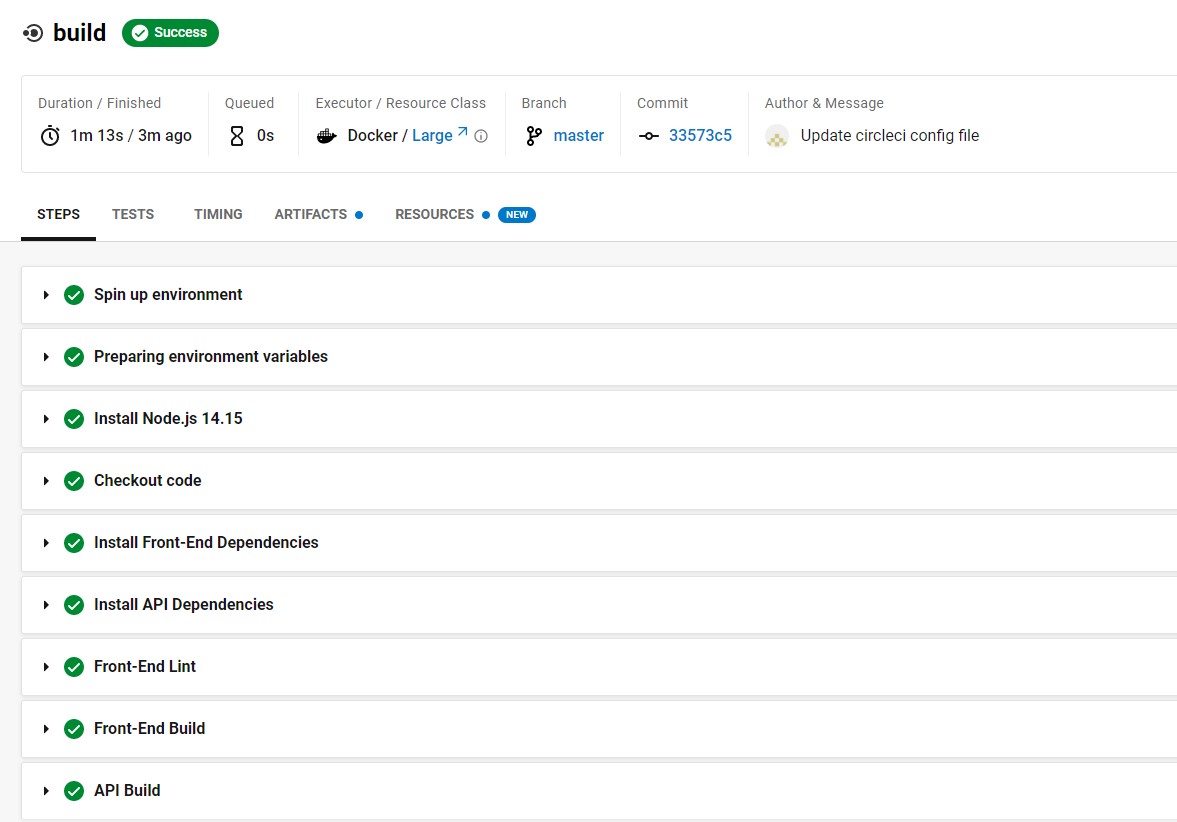 build Success
Duration / Finished Queued Executor / Resource Class Branch Commit Author & Message
1m 13s / 3m ago 0s Docker / Large master 33573c5 Update circleci config file
STEPS TESTS TIMING ARTIFACTS RESOURCES NEW
Spin up environment
Preparing environment variables
Install Node.js 14.15
Checkout code
Install Front-End Dependencies
Install API Dependencies
Front-End Lint
Front-End Build
API Build